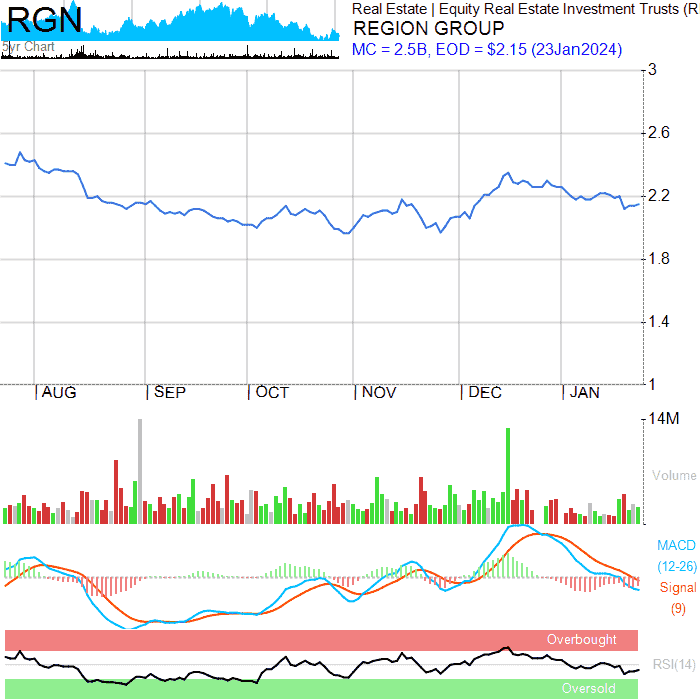 RGN
5yr Chart
Real Estate | Equity Real Estate Investment Trusts (R
REGION GROUP
MC = 2.5B, EOD = $2.15 (23Jan2024)
3
2.6
2.2
1.8
1.4
1
AUG SEP OCT NOV DEC JAN
14M
Volume
MACD
(12-26)
Signal
(9)
Overbought
RSI(14)
Oversold